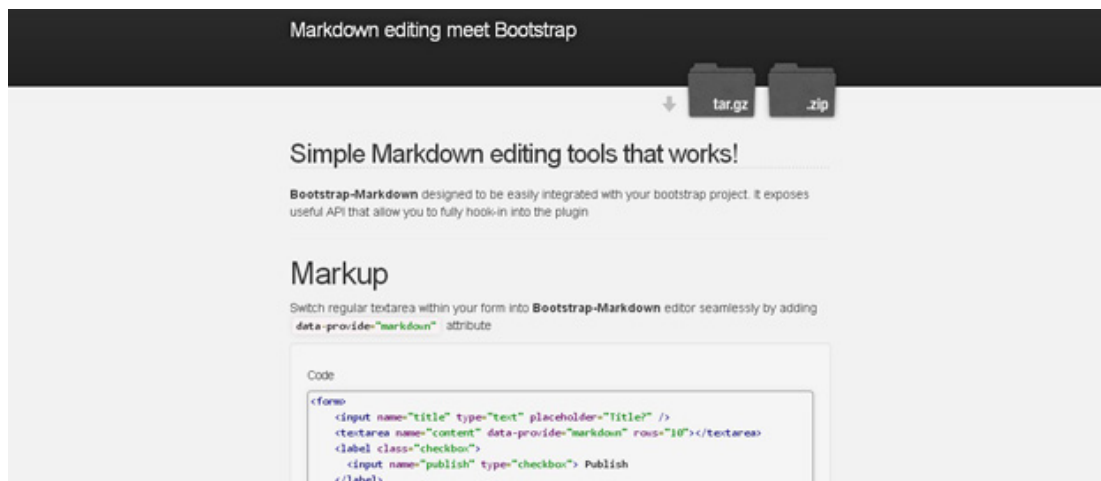 Markdown editing meet Bootstrap
tar.gz
.zip
Simple Markdown editing tools that works!
Bootstrap-Markdown designed to be easily integrated with your bootstrap project. It exposes
useful API that allow you to fully hook-in into the plugin
Markup
Switch regular textarea within your form into Bootstrap-Markdown editor seamlessly by adding
data-provide="markdown" attribute
Code
<form>
<input name="title" type="text" placeholder="Title?" />
<textarea name="content" data-provide="markdown" rows="10"></textarea>
<label class="checkbox">
<input name="publish" type="checkbox"> Publish
</label>